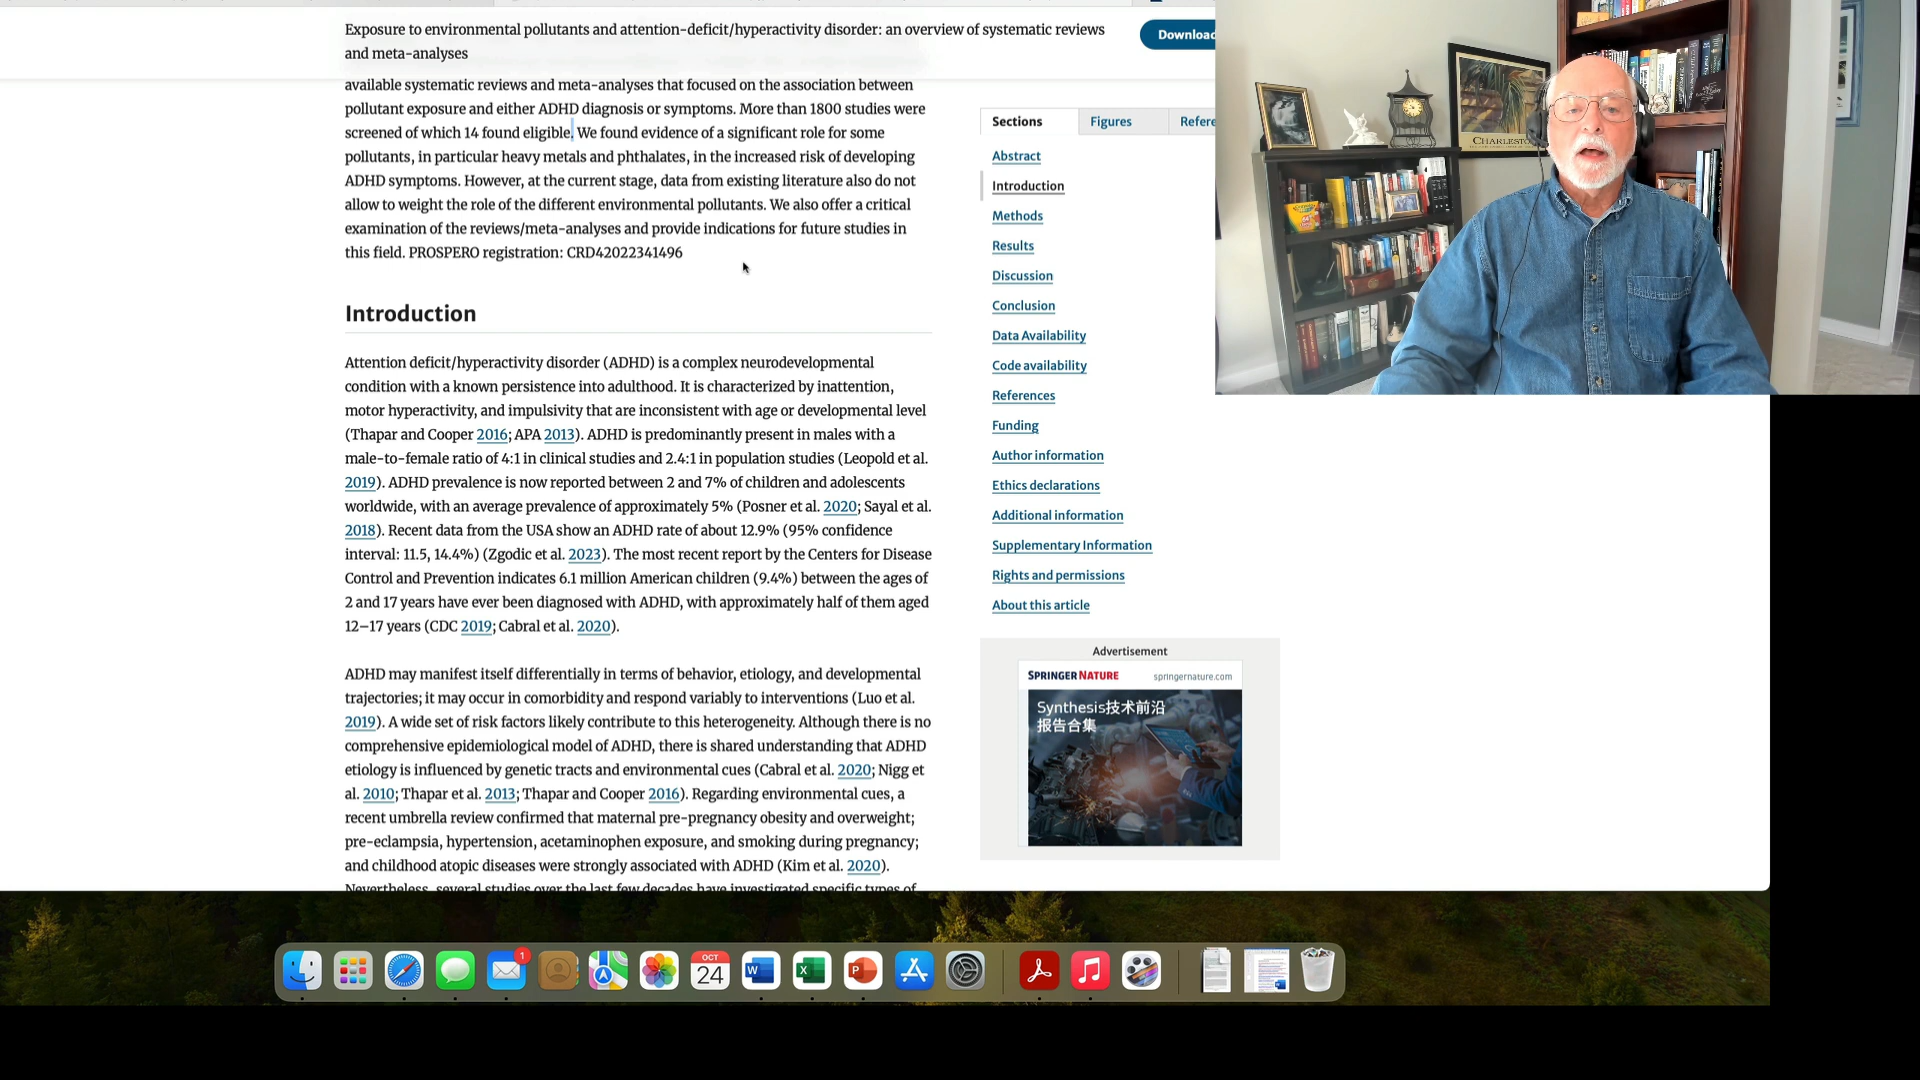 Exposure to environmental pollutants and attention-deficit/hyperactivity disorder: an overview of systematic reviews
and meta-analyses
Download
available systematic reviews and meta-analyses that focused on the association between
pollutant exposure and either ADHD diagnosis or symptoms. More than 1800 studies were
screened of which 14 found eligible. We found evidence of a significant role for some
pollutants, in particular heavy metals and phthalates, in the increased risk of developing
ADHD symptoms. However, at the current stage, data from existing literature also do not
allow to weight the role of the different environmental pollutants. We also offer a critical
examination of the reviews/meta-analyses and provide indications for future studies in
this field. PROSPERO registration: CRD42022341496
Introduction
Attention deficit/hyperactivity disorder (ADHD) is a complex neurodevelopmental
condition with a known persistence into adulthood. It is characterized by inattention,
motor hyperactivity, and impulsivity that are inconsistent with age or developmental level
(Thapar and Cooper 2016; APA 2013). ADHD is predominantly present in males with a
male-to-female ratio of 4:1 in clinical studies and 2.4:1 in population studies (Leopold et al.
2019). ADHD prevalence is now reported between 2 and 7% of children and adolescents
worldwide, with an average prevalence of approximately 5% (Posner et al. 2020; Sayal et al.
2018). Recent data from the USA show an ADHD rate of about 12.9% (95% confidence
interval: 11.5, 14.4%) (Zgodic et al. 2023). The most recent report by the Centers for Disease
Control and Prevention indicates 6.1 million American children (9.4%) between the ages of
2 and 17 years have ever been diagnosed with ADHD, with approximately half of them aged
12–17 years (CDC 2019; Cabral et al. 2020).
ADHD may manifest itself differentially in terms of behavior, etiology, and developmental
trajectories; it may occur in comorbidity and respond variably to interventions (Luo et al.
2019). A wide set of risk factors likely contribute to this heterogeneity. Although there is no
comprehensive epidemiological model of ADHD, there is shared understanding that ADHD
etiology is influenced by genetic tracts and environmental cues (Cabral et al. 2020; Nigg et
al. 2010; Thapar et al. 2013; Thapar and Cooper 2016). Regarding environmental cues, a
recent umbrella review confirmed that maternal pre-pregnancy obesity and overweight;
pre-eclampsia, hypertension, acetaminophen exposure, and smoking during pregnancy;
and childhood atopic diseases were strongly associated with ADHD (Kim et al. 2020).
Nevertheless, several studies over the last few decades have investigated specific types of
Sections
Figures
Refere
Abstract
Introduction
Methods
Results
Discussion
Conclusion
Data Availability
Code availability
References
Funding
Author information
Ethics declarations
Additional information
Supplementary Information
Rights and permissions
About this article
Advertisement
SPRINGER NATURE
springernature.com
Synthesis技术前沿
报告合集
CHARLESTON
1
OCT
24
W
X
P